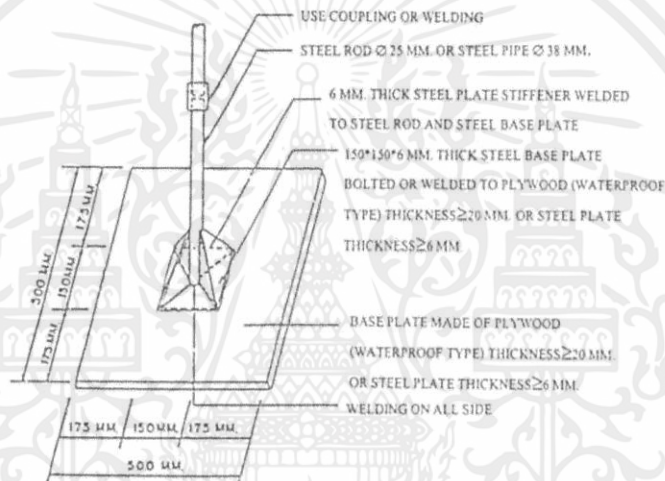 USE COUPLING OR WELDING
STEEL ROD Ø 25 MM. OR STEEL PIPE Ø 38 MM.
6 MM. THICK STEEL PLATE STIFFENER WELDED
TO STEEL ROD AND STEEL BASE PLATE
150*150*6 MM. THICK STEEL BASE PLATE
BOLTED OR WELDED TO PLYWOOD (WATERPROOF
TYPE) THICKNESS≥20 MM. OR STEEL PLATE
THICKNESS≥6 MM
175 MM
150 MM
175 MM
500 MM
BASE PLATE MADE OF PLYWOOD
(WATERPROOF TYPE) THICKNESS≥20 MM.
OR STEEL PLATE THICKNESS≥6 MM.
WELDING ON ALL SIDE
175 MM 150 MM 175 MM
500 MM